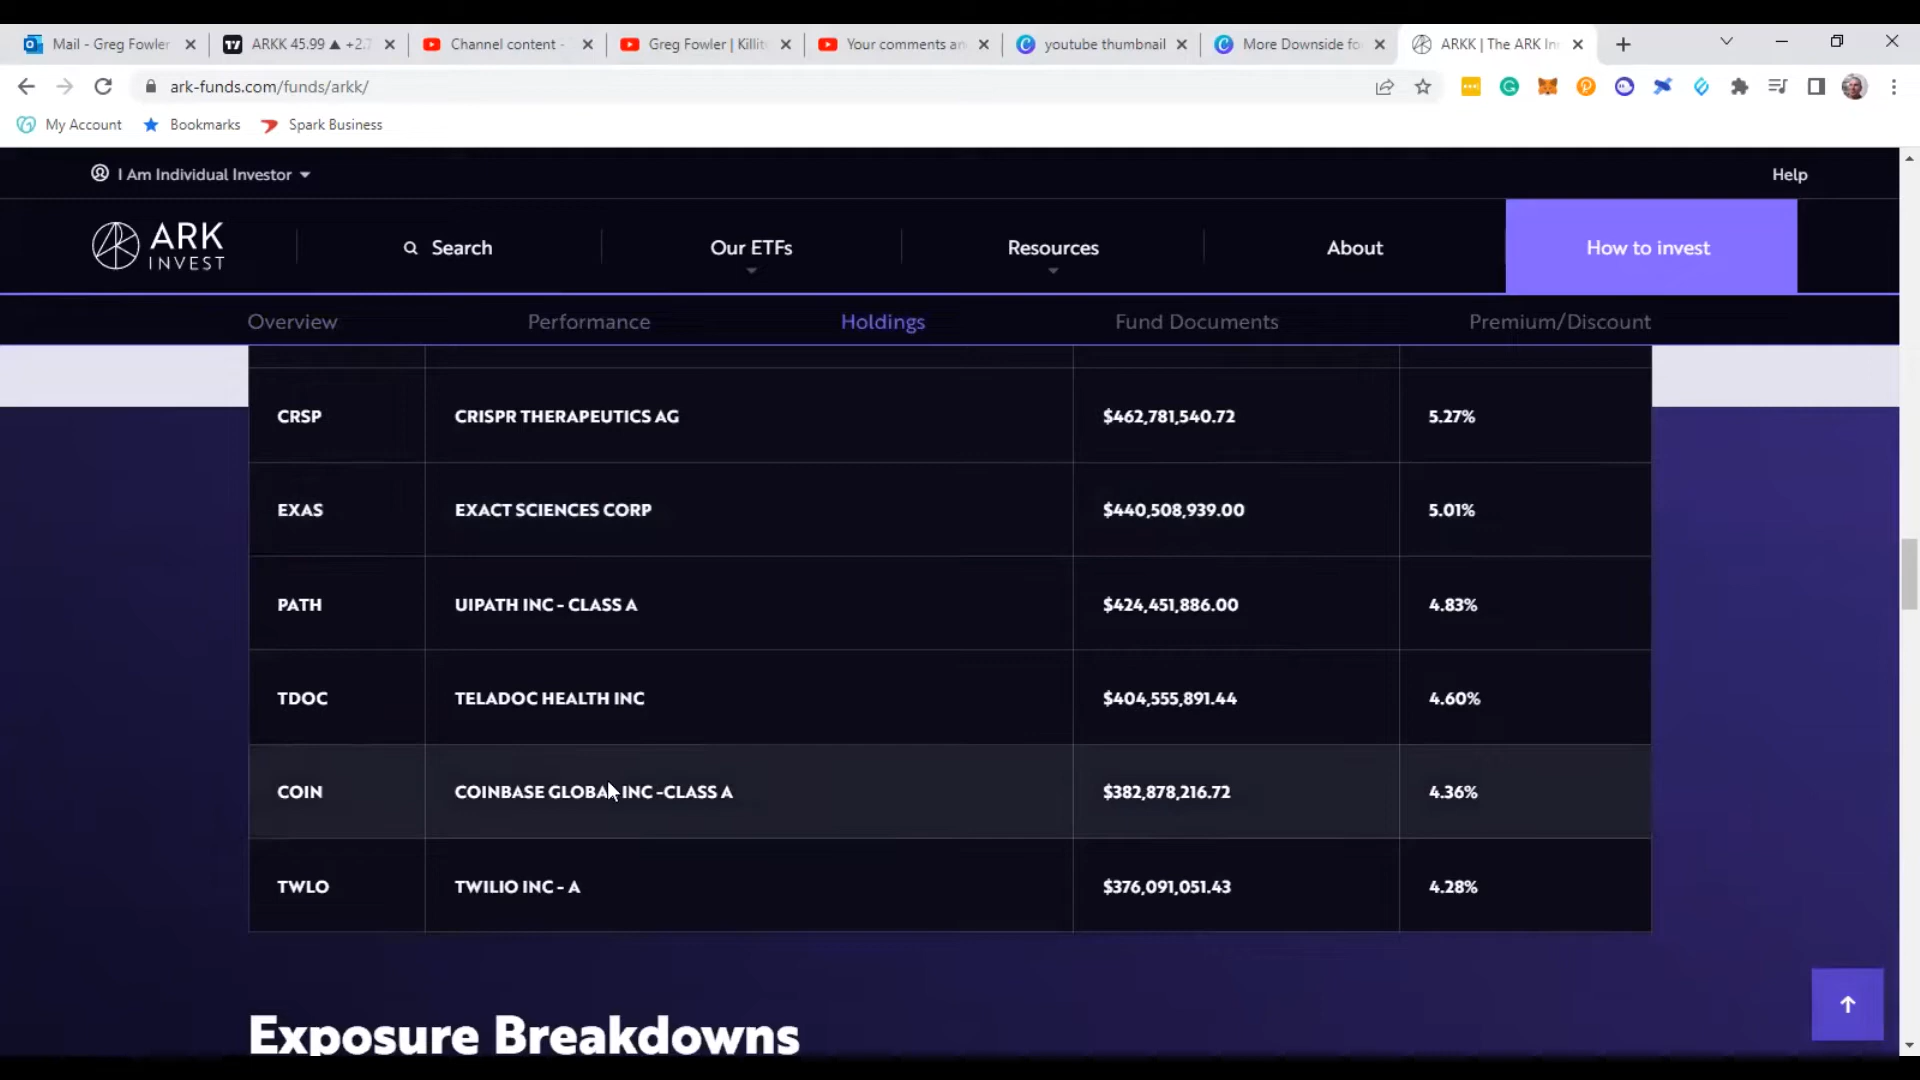 Mail - Greg Fowler
ARKK 45.99 ▲ +2.7
Channel content -
Greg Fowler | Killit
Your comments an
youtube thumbnail
More Downside fo
ARKK | The ARK In
ark-funds.com/funds/arkk/
My Account
Bookmarks
Spark Business
I Am Individual Investor
Help
ARK
INVEST
Search
Our ETFs
Resources
About
How to invest
Overview
Performance
Holdings
Fund Documents
Premium/Discount
CRSP CRISPR THERAPEUTICS AG $462,781,540.72 5.27%
EXAS EXACT SCIENCES CORP $440,508,939.00 5.01%
PATH UIPATH INC - CLASS A $424,451,886.00 4.83%
TDOC TELADOC HEALTH INC $404,555,891.44 4.60%
COIN COINBASE GLOBAL INC -CLASS A $382,878,216.72 4.36%
TWLO TWILIO INC - A $376,091,051.43 4.28%
Exposure Breakdowns